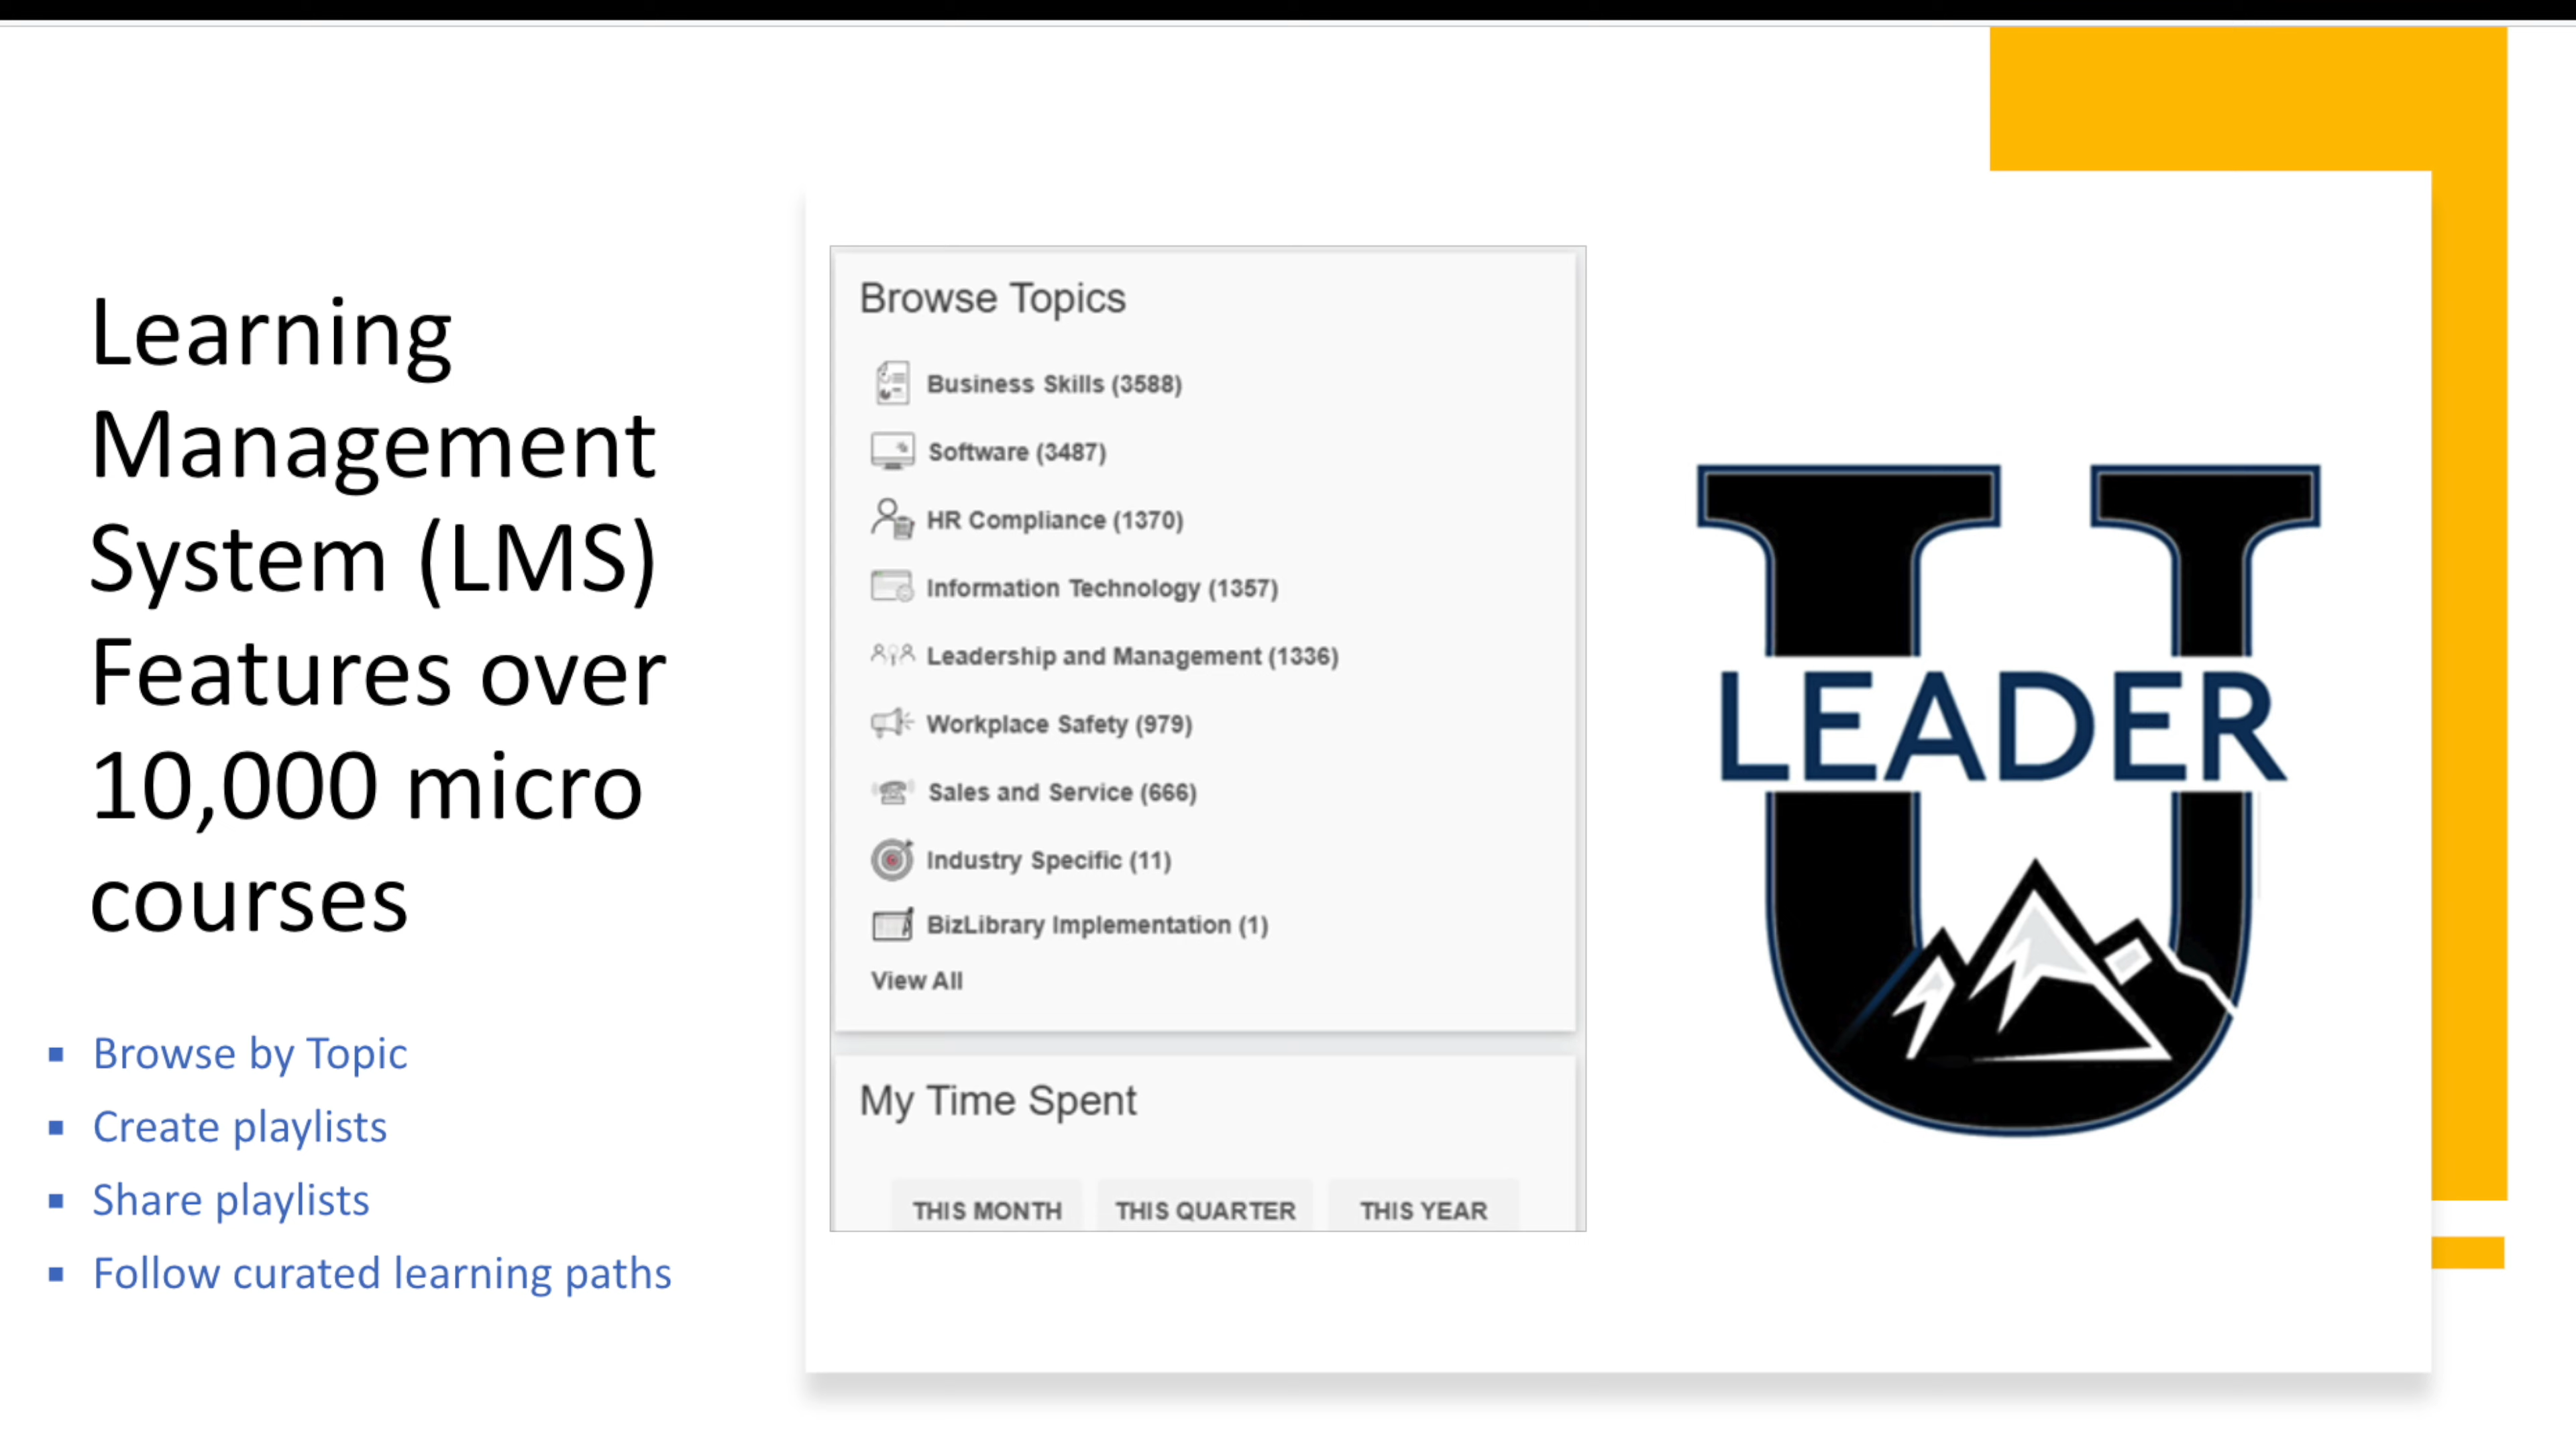 Learning
Management
System (LMS)
Features over
10,000 micro
courses
Browse by Topic
Create playlists
Share playlists
Follow curated learning paths
Browse Topics
Business Skills (3588)
Software (3487)
HR Compliance (1370)
Information Technology (1357)
Leadership and Management (1336)
Workplace Safety (979)
Sales and Service (666)
Industry Specific (11)
BizLibrary Implementation (1)
View All
My Time Spent
THIS MONTH THIS QUARTER THIS YEAR
U
LEADER